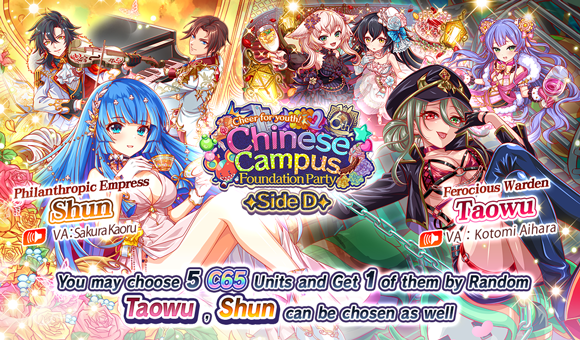 Cheer for youth!
Chinese
Campus
Foundation Party
Side D
Philanthropic Empress
Shun
VA:Sakura Kaoru
Ferocious Warden
Taowu
VA : Kotomi Aihara
You may choose 5 C65 Units and Get 1 of them by Random
Taowu , Shun can be chosen as well